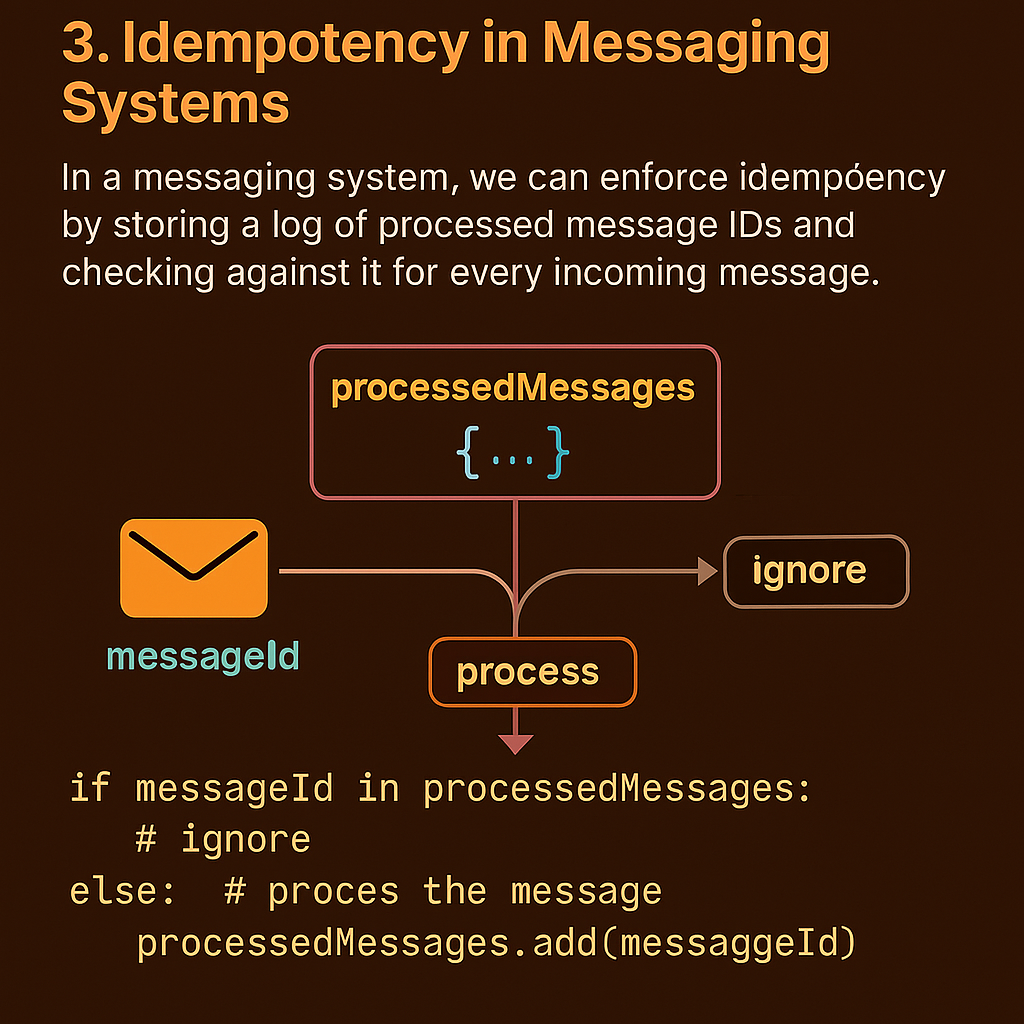 3. Idempotency in Messaging
Systems
In a messaging system, we can enforce idempóency
by storing a log of processed message IDs and
checking against it for every incoming message.
processedMessages
{...}
messageId
ignore
process
if messageId in processedMessages:
# ignore
else:  # proces the message
processedMessages.add(messaggeId)